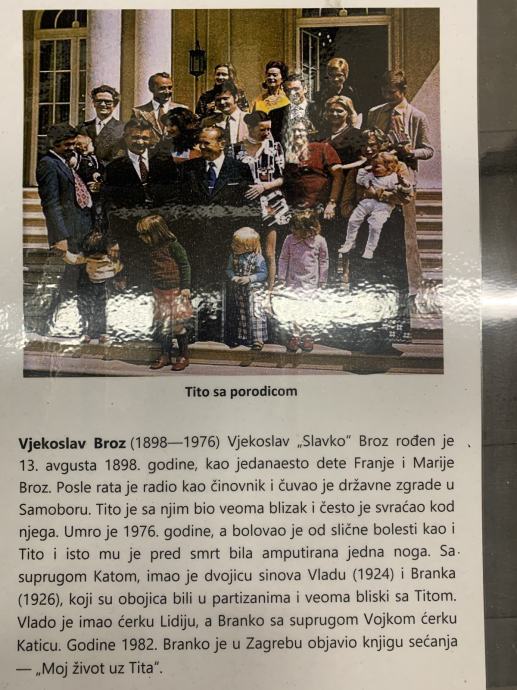 Tito sa porodicom
Vjekoslav Broz (1898—1976) Vjekoslav „Slavko” Broz rođen je
13. avgusta 1898. godine, kao jedanaesto dete Franje i Marije
Broz. Posle rata je radio kao činovnik i čuvao je državne zgrade u
Samoboru. Tito je sa njim bio veoma blizak i često je svraćao kod
njega. Umro je 1976. godine, a bolovao je od slične bolesti kao i
Tito i isto mu je pred smrt bila amputirana jedna noga. Sa
suprugom Katom, imao je dvojicu sinova Vladu (1924) i Branka
(1926), koji su obojica bili u partizanima i veoma bliski sa Titom.
Vlado je imao ćerku Lidiju, a Branko sa suprugom Vojkom ćerku
Katicu. Godine 1982. Branko je u Zagrebu objavio knjigu sećanja
— „Moj život uz Tita”.